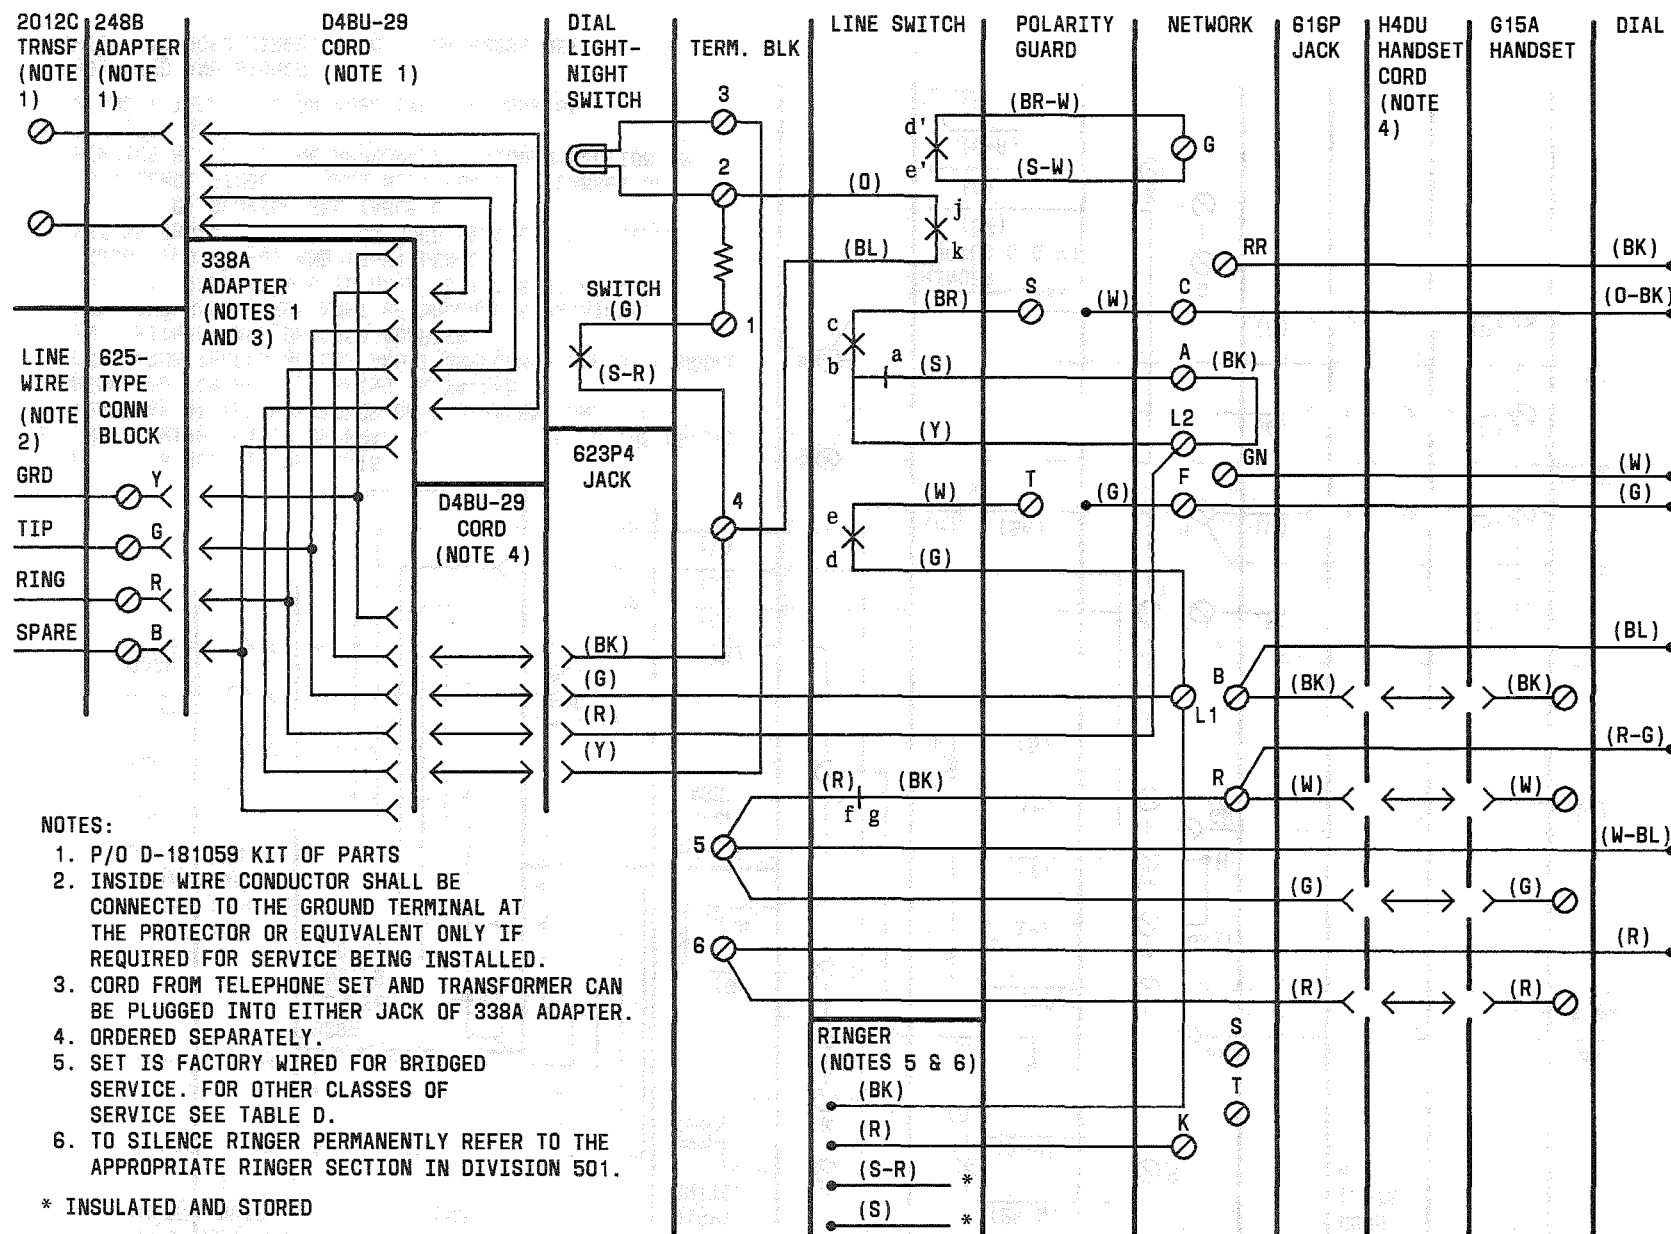 2012C
TRNSF
(NOTE
1)
248B
ADAPTER
(NOTE
1)
D4BU-29
CORD
(NOTE 1)
DIAL
LIGHT-
NIGHT
SWITCH
TERM. BLK
LINE SWITCH
POLARITY
GUARD
NETWORK
616P
JACK
H4DU
HANDSET
CORD
(NOTE
4)
G15A
HANDSET
DIAL
3
2
SWITCH
(G)
1
(S-R)
4
623P4
JACK
338A
ADAPTER
(NOTES 1
AND 3)
D4BU-29
CORD
(NOTE 4)
LINE
WIRE
(NOTE
2)
625-
TYPE
CONN
BLOCK
GRD
Y
TIP
G
RING
R
SPARE
B
(BR-W)
d'
e'
(S-W)
G
(O)
j
k
(BL)
RR
(BK)
(BR)
S
(W)
C
(O-BK)
c
b
a
(S)
A
(BK)
(Y)
L2
GN
(W)
(W)
T
(G)
F
(G)
e
d
(G)
(BK)
(G)
(R)
(Y)
(BL)
B
L1
(BK)
(BK)
(R-G)
(R)
(BK)
f
g
R
(W)
(W)
5
(W-BL)
(G)
(G)
6
(R)
(R)
(R)
RINGER
(NOTES 5 & 6)
(BK)
(R)
(S-R)
*
(S)
*
S
T
K
NOTES:
1. P/O D-181059 KIT OF PARTS
2. INSIDE WIRE CONDUCTOR SHALL BE
CONNECTED TO THE GROUND TERMINAL AT
THE PROTECTOR OR EQUIVALENT ONLY IF
REQUIRED FOR SERVICE BEING INSTALLED.
3. CORD FROM TELEPHONE SET AND TRANSFORMER CAN
BE PLUGGED INTO EITHER JACK OF 338A ADAPTER.
4. ORDERED SEPARATELY.
5. SET IS FACTORY WIRED FOR BRIDGED
SERVICE. FOR OTHER CLASSES OF
SERVICE SEE TABLE D.
6. TO SILENCE RINGER PERMANENTLY REFER TO THE
APPROPRIATE RINGER SECTION IN DIVISION 501.
* INSULATED AND STORED